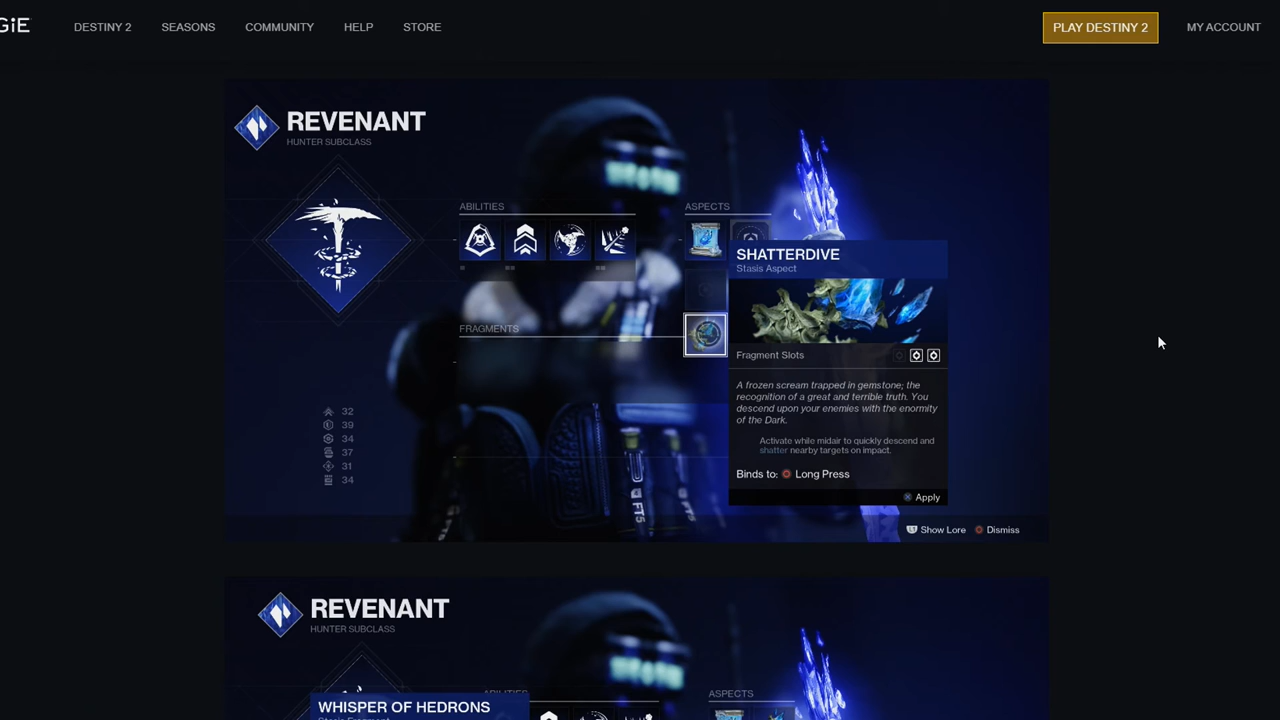 GiE
DESTINY 2
SEASONS
COMMUNITY
HELP
STORE
PLAY DESTINY 2
MY ACCOUNT
REVENANT
HUNTER SUBCLASS
ABILITIES
ASPECTS
SHATTERDIVE
Stasis Aspect
FRAGMENTS
Fragment Slots
A frozen scream trapped in gemstone; the
recognition of a great and terrible truth. You
descend upon your enemies with the enormity
of the Dark.
Activate while midair to quickly descend and
shatter nearby targets on impact.
Binds to: Long Press
Apply
32
39
34
37
31
34
FT5
Show Lore
Dismiss
REVENANT
HUNTER SUBCLASS
ABILITIES
ASPECTS
WHISPER OF HEDRONS
Stasis Fragment